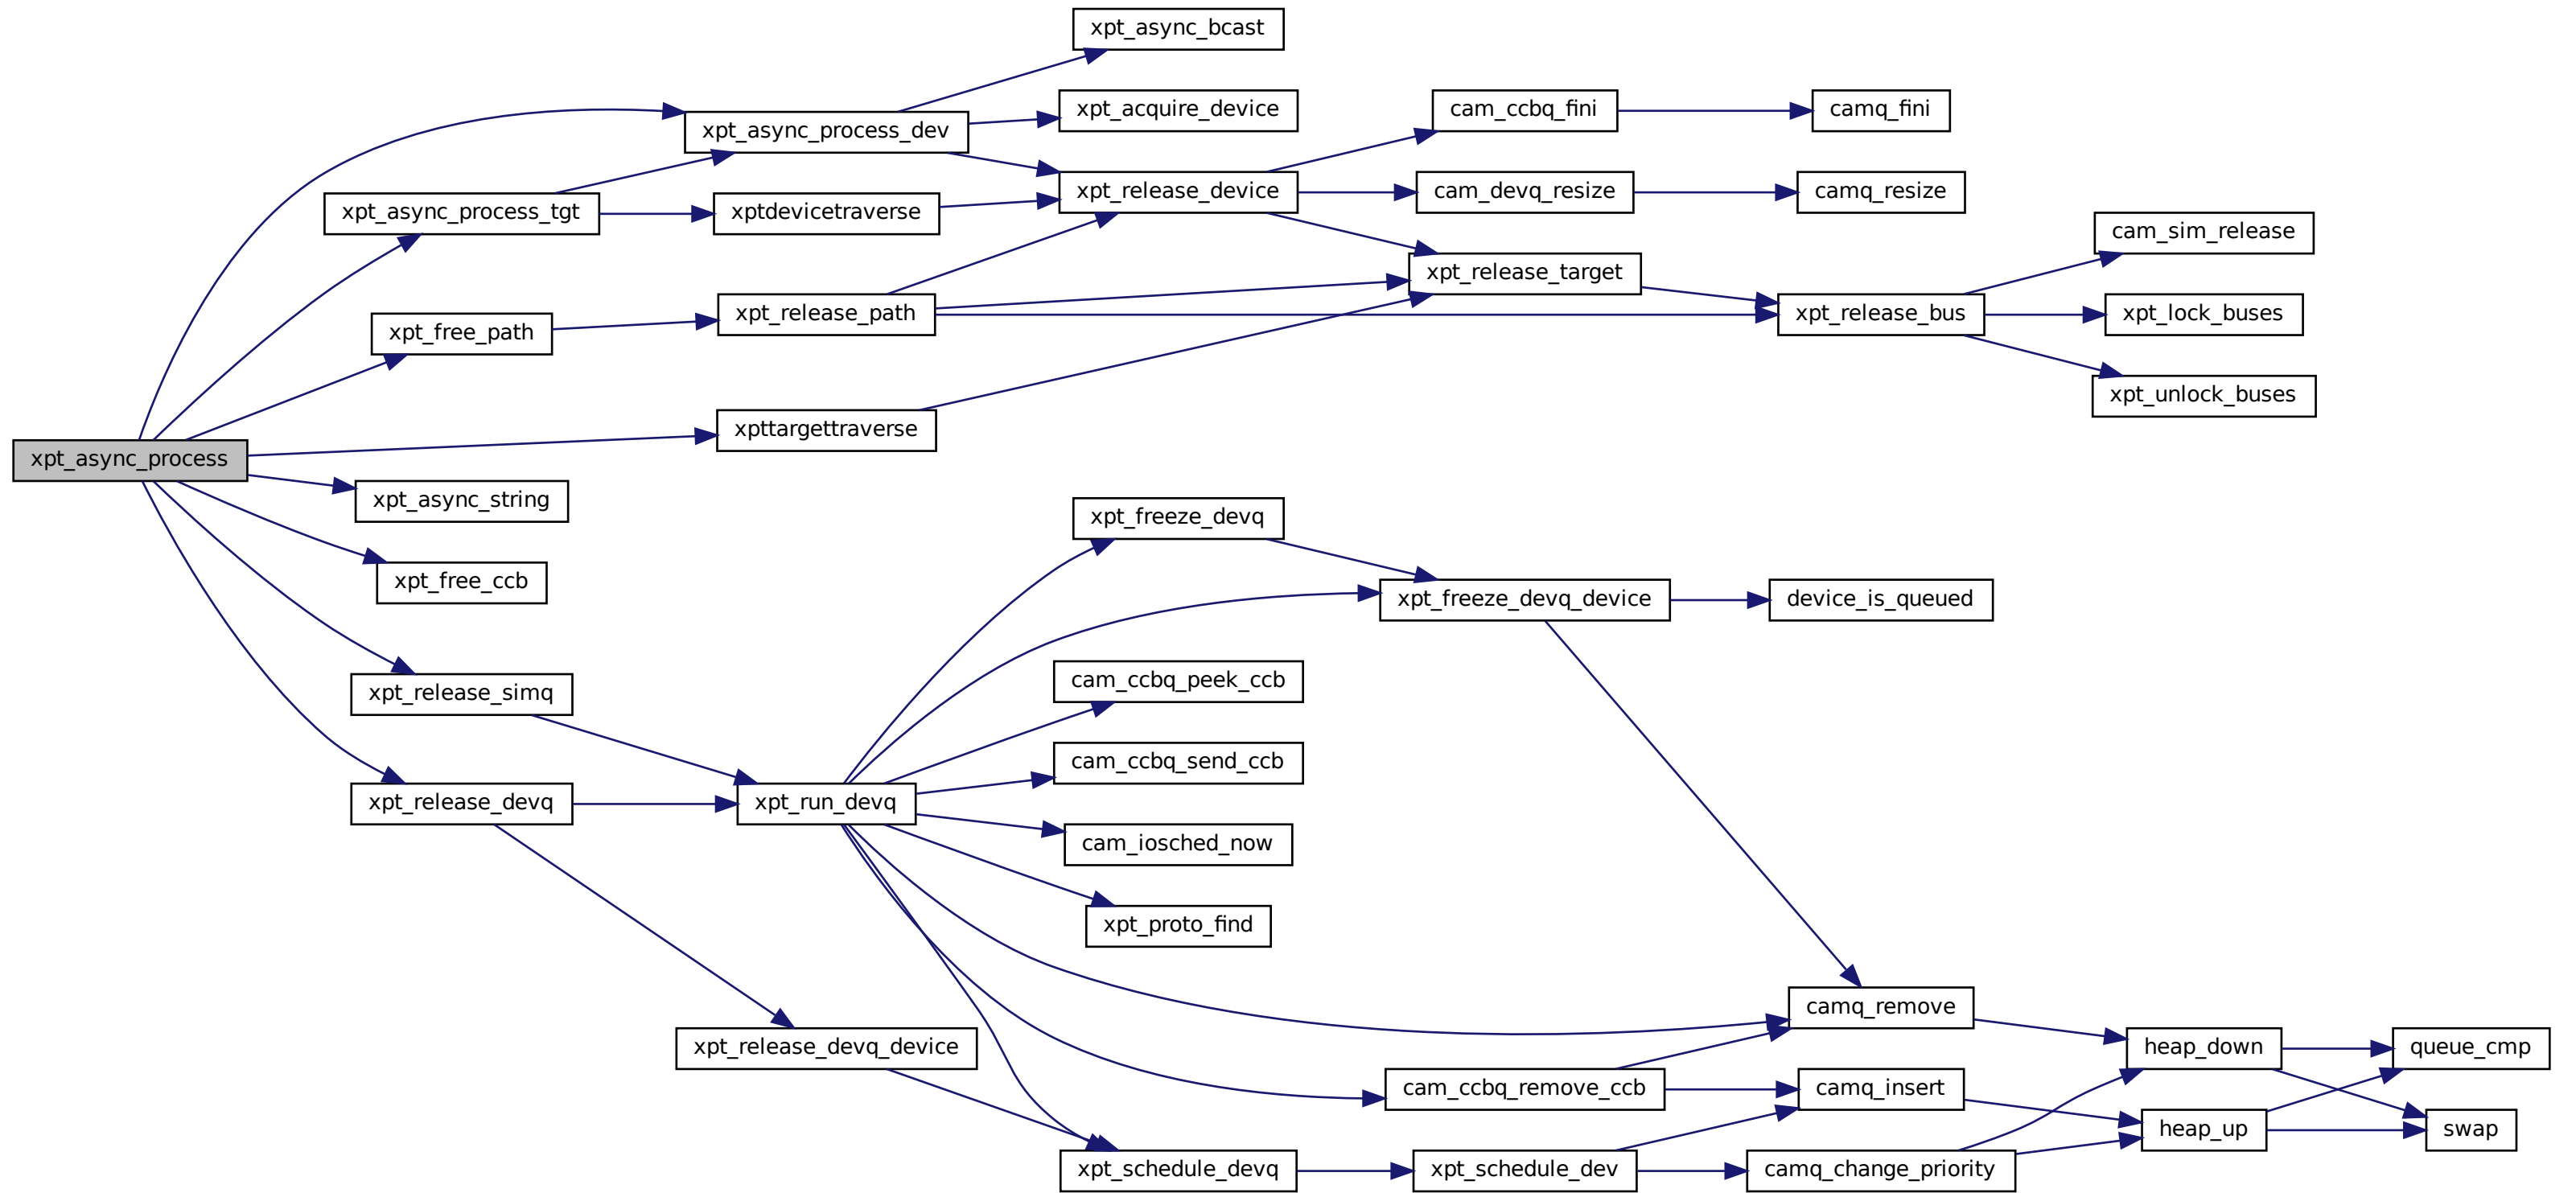 xpt_async_process
xpt_async_process_dev
xpt_async_process_tgt
xpt_free_path
xpttargettraverse
xpt_async_string
xpt_free_ccb
xpt_release_simq
xpt_release_devq
xptdevicetraverse
xpt_release_path
xpt_run_devq
xpt_release_devq_device
xpt_async_bcast
xpt_acquire_device
xpt_release_device
xpt_freeze_devq
cam_ccbq_peek_ccb
cam_ccbq_send_ccb
cam_iosched_now
xpt_proto_find
xpt_schedule_devq
cam_ccbq_fini
cam_devq_resize
xpt_release_target
xpt_freeze_devq_device
cam_ccbq_remove_ccb
xpt_schedule_dev
camq_fini
camq_resize
xpt_release_bus
device_is_queued
camq_remove
camq_insert
camq_change_priority
cam_sim_release
xpt_lock_buses
xpt_unlock_buses
heap_down
heap_up
queue_cmp
swap